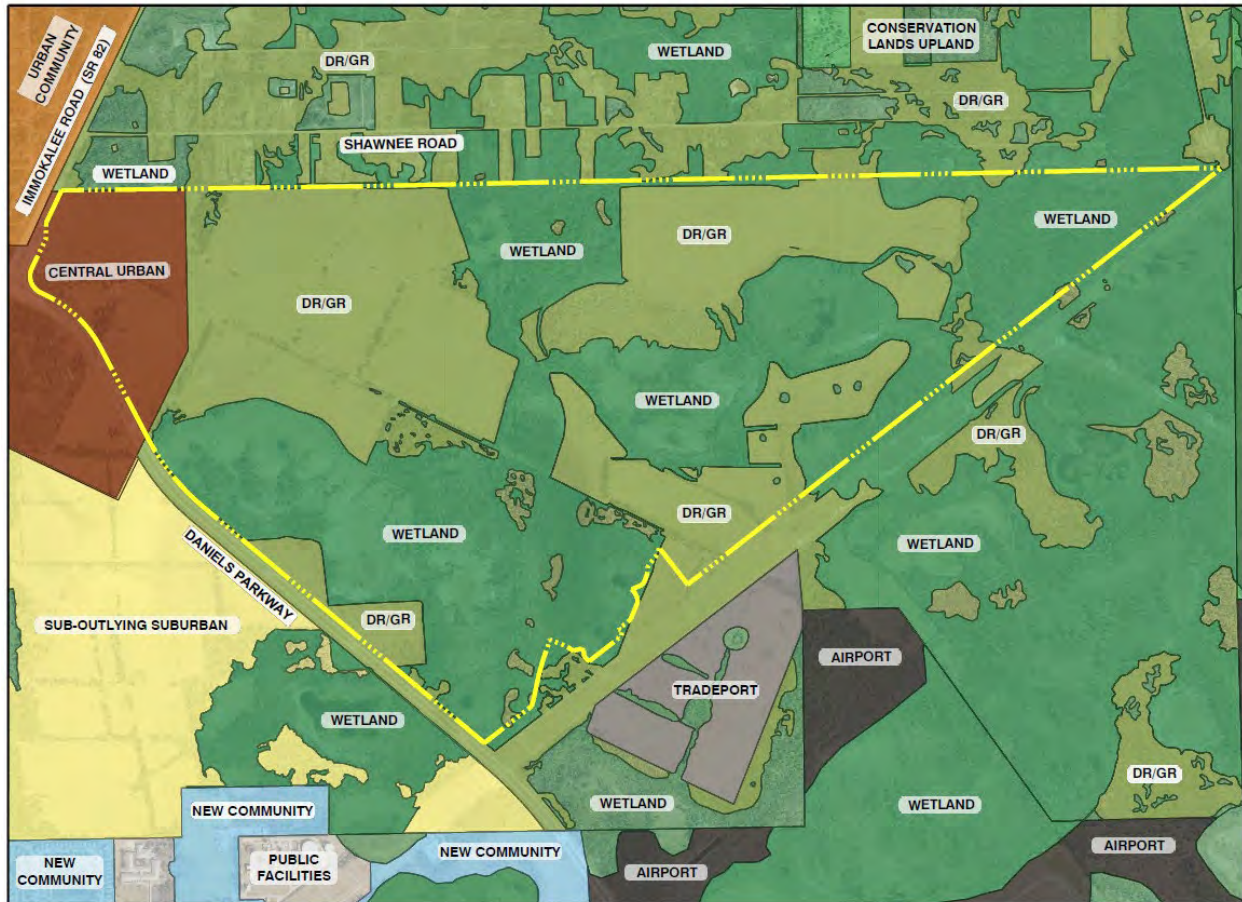 URBAN
COMMUNITY
IMMOKALEE ROAD (SR 82)
DR/GR
WETLAND
CONSERVATION
LANDS UPLAND
DR/GR
SHAWNEE ROAD
WETLAND
WETLAND
DR/GR
WETLAND
CENTRAL URBAN
DR/GR
WETLAND
DR/GR
DR/GR
WETLAND
WETLAND
DANIELS PARKWAY
SUB-OUTLYING SUBURBAN
DR/GR
AIRPORT
TRADEPORT
WETLAND
DR/GR
WETLAND
WETLAND
NEW COMMUNITY
NEW COMMUNITY
AIRPORT
NEW
COMMUNITY
PUBLIC
FACILITIES
AIRPORT